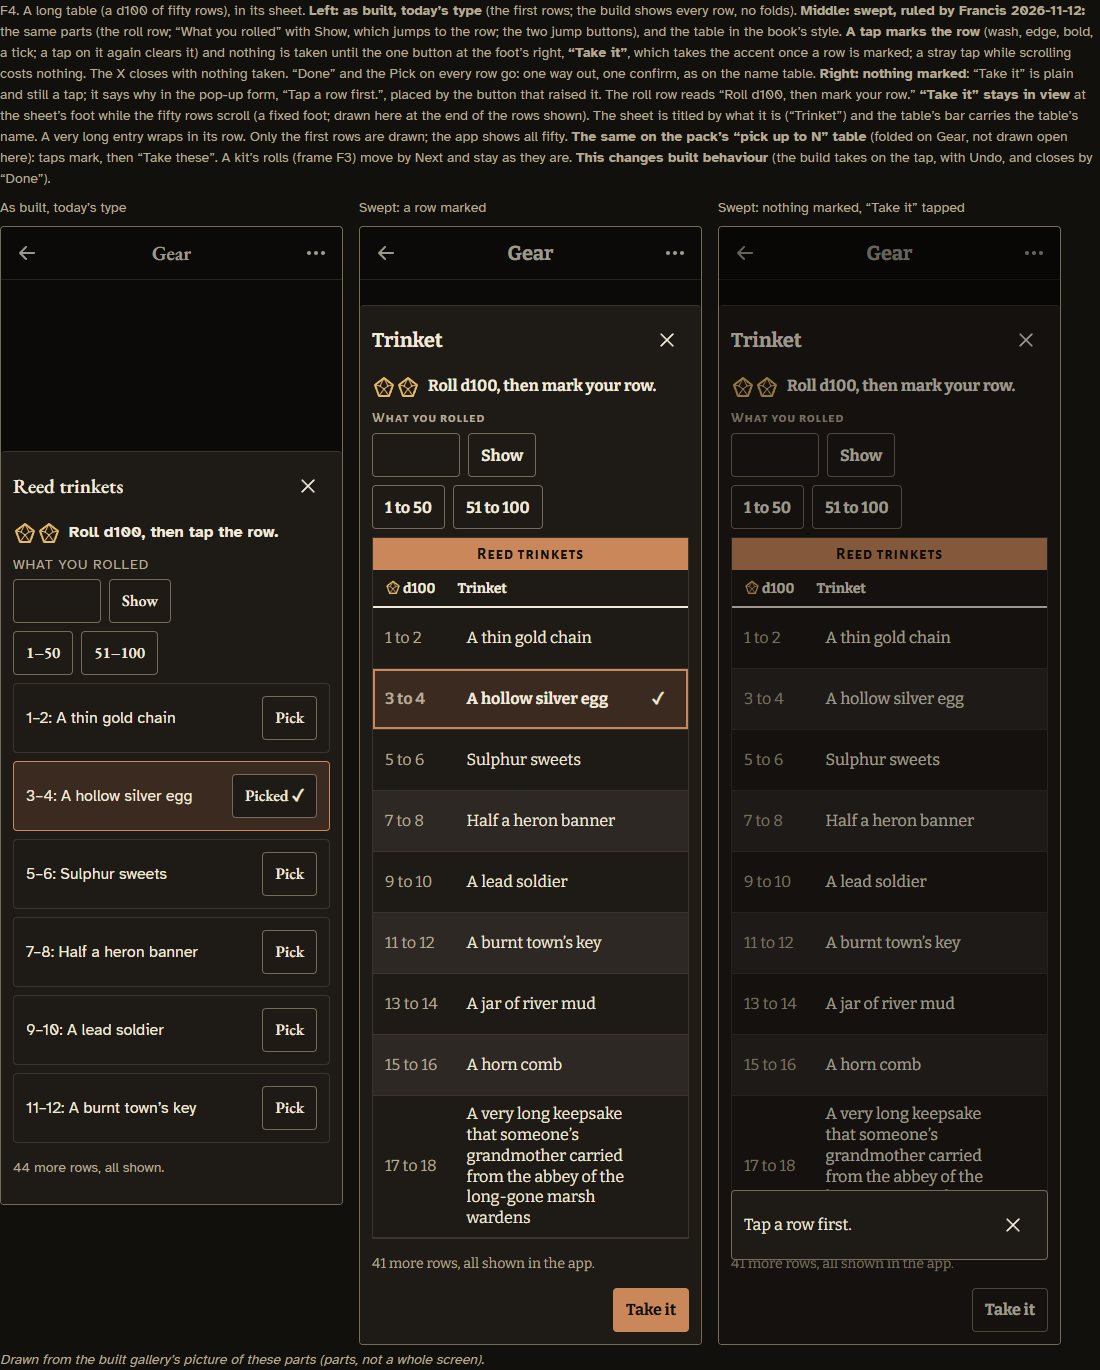 F4. A long table (a d100 of fifty rows), in its sheet. Left: as built, today’s type (the first rows; the build shows every row, no folds). Middle: swept, ruled by Francis 2026-11-12:
the same parts (the roll row; “What you rolled” with Show, which jumps to the row; the two jump buttons), and the table in the book’s style. A tap marks the row (wash, edge, bold,
a tick; a tap on it again clears it) and nothing is taken until the one button at the foot’s right, “Take it”, which takes the accent once a row is marked; a stray tap while scrolling
costs nothing. The X closes with nothing taken. “Done” and the Pick on every row go: one way out, one confirm, as on the name table. Right: nothing marked: “Take it” is plain
and still a tap; it says why in the pop-up form, “Tap a row first.”, placed by the button that raised it. The roll row reads “Roll d100, then mark your row.” “Take it” stays in view at
the sheet’s foot while the fifty rows scroll (a fixed foot; drawn here at the end of the rows shown). The sheet is titled by what it is (“Trinket”) and the table’s bar carries the table’s
name. A very long entry wraps in its row. Only the first rows are drawn; the app shows all fifty. The same on the pack’s “pick up to N” table (folded on Gear, not drawn open
here): taps mark, then “Take these”. A kit’s rolls (frame F3) move by Next and stay as they are. This changes built behaviour (the build takes on the tap, with Undo, and closes by
“Done”).
As built, today’s type
Gear
Reed trinkets
Roll d100, then tap the row.
WHAT YOU ROLLED
Show
1–50
51–100
1–2: A thin gold chain
Pick
3–4: A hollow silver egg
Picked ✓
5–6: Sulphur sweets
Pick
7–8: Half a heron banner
Pick
9–10: A lead soldier
Pick
11–12: A burnt town’s key
Pick
44 more rows, all shown.
Swept: a row marked
Gear
Trinket
Roll d100, then mark your row.
WHAT YOU ROLLED
Show
1 to 50
51 to 100
REED TRINKETS
d100 Trinket
1 to 2 A thin gold chain
3 to 4 A hollow silver egg ✓
5 to 6 Sulphur sweets
7 to 8 Half a heron banner
9 to 10 A lead soldier
11 to 12 A burnt town’s key
13 to 14 A jar of river mud
15 to 16 A horn comb
17 to 18
A very long keepsake
that someone’s
grandmother carried
from the abbey of the
long-gone marsh
wardens
41 more rows, all shown in the app.
Take it
Swept: nothing marked, “Take it” tapped
Gear
Trinket
Roll d100, then mark your row.
WHAT YOU ROLLED
Show
1 to 50
51 to 100
REED TRINKETS
d100 Trinket
1 to 2 A thin gold chain
3 to 4 A hollow silver egg
5 to 6 Sulphur sweets
7 to 8 Half a heron banner
9 to 10 A lead soldier
11 to 12 A burnt town’s key
13 to 14 A jar of river mud
15 to 16 A horn comb
17 to 18
A very long keepsake
that someone’s
grandmother carried
from the abbey of the
Tap a row first.
41 more rows, all shown in the app.
Take it
Drawn from the built gallery’s picture of these parts (parts, not a whole screen).